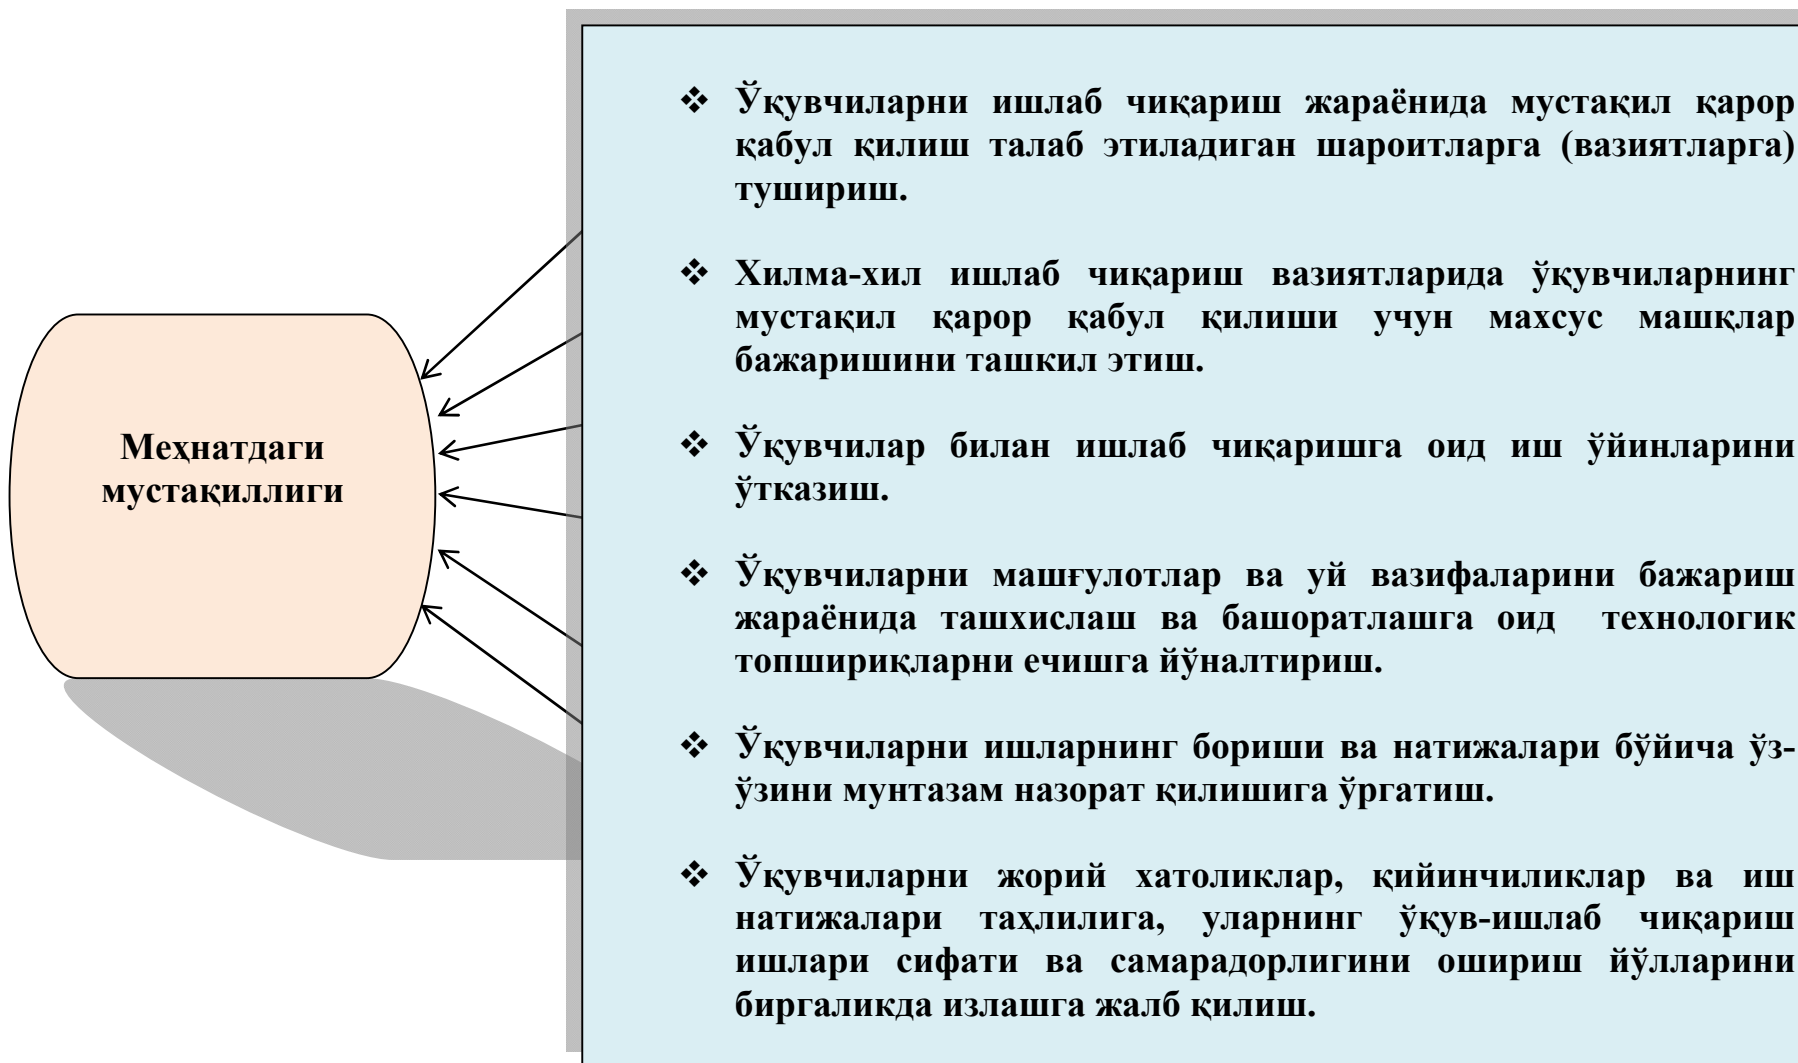 Меҳнатдаги
мустақиллиги
❖ Ўқувчиларни ишлаб чиқариш жараёнида мустақил қарор
қабул қилиш талаб этиладиган шароитларга (вазиятларга)
тушириш.
❖ Хилма-хил ишлаб чиқариш вазиятларида ўқувчиларнинг
мустақил қарор қабул қилиши учун махсус машқлар
бажаришини ташкил этиш.
❖ Ўқувчилар билан ишлаб чиқаришга оид иш ўйинларини
ўтказиш.
❖ Ўқувчиларни машғулотлар ва уй вазифаларини бажариш
жараёнида ташхислаш ва башоратлашга оид технологик
топшириқларни ечишга йўналтириш.
❖ Ўқувчиларни ишларнинг бориши ва натижалари бўйича ўз-
ўзини мунтазам назорат қилишига ўргатиш.
❖ Ўқувчиларни жорий хатоликлар, қийинчиликлар ва иш
натижалари таҳлилига, уларнинг ўқув-ишлаб чиқариш
ишлари сифати ва самарадорлигини ошириш йўлларини
биргаликда излашга жалб қилиш.